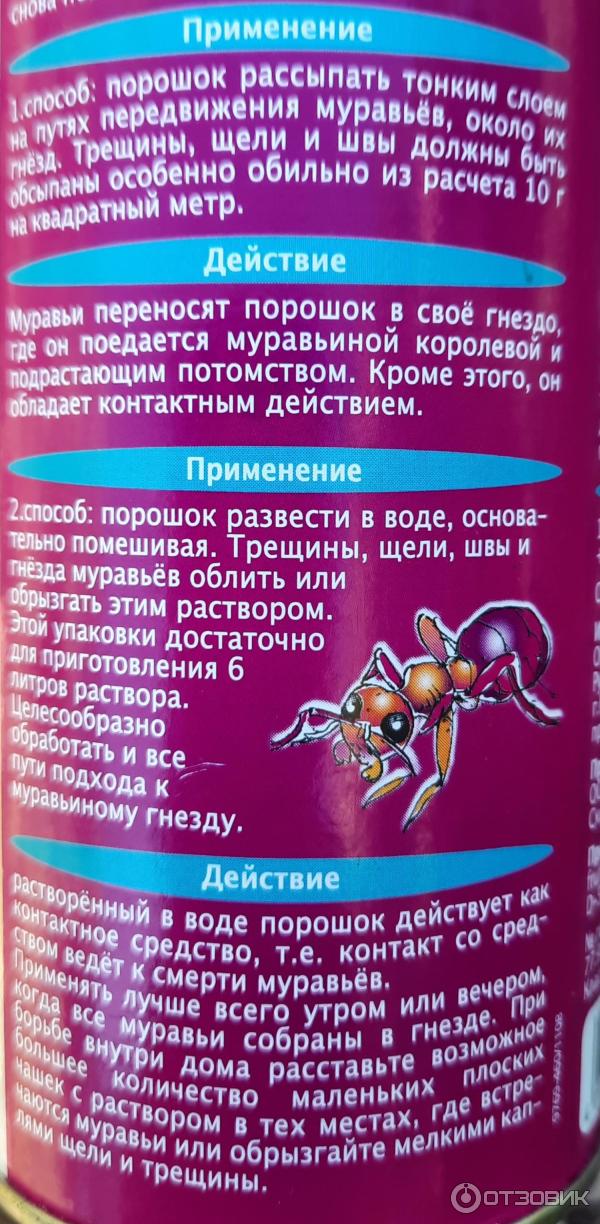 Применение
1.способ: порошок рассыпать тонким слоем
на путях передвижения муравьёв, около их
гнёзд. Трещины, щели и швы должны быть
обсыпаны особенно обильно из расчета 10 г
на квадратный метр.
Действие
Муравьи переносят порошок в своё гнездо,
где он поедается муравьиной королевой и
подрастающим потомством. Кроме этого, он
обладает контактным действием.
Применение
2.способ: порошок развести в воде, основа-
тельно помешивая. Трещины, щели, швы и
гнёзда муравьёв облить или
обрызгать этим раствором.
Этой упаковки достаточно
для приготовления 6
литров раствора.
Целесообразно
обработать и все
пути подхода к
муравьиному гнезду.
Действие
растворённый в воде порошок действует как
контактное средство, т.е. контакт со сред-
ством ведёт к смерти муравьёв.
Применять лучше всего утром или вечером,
когда все муравьи собраны в гнезде. При
борьбе внутри дома расставьте возможное
большее количество маленьких плоских
чашек с раствором в тех местах, где встре-
чаются муравьи или обрызгайте мелкими кап-
лями щели и трещины.
ОТЗОВИК